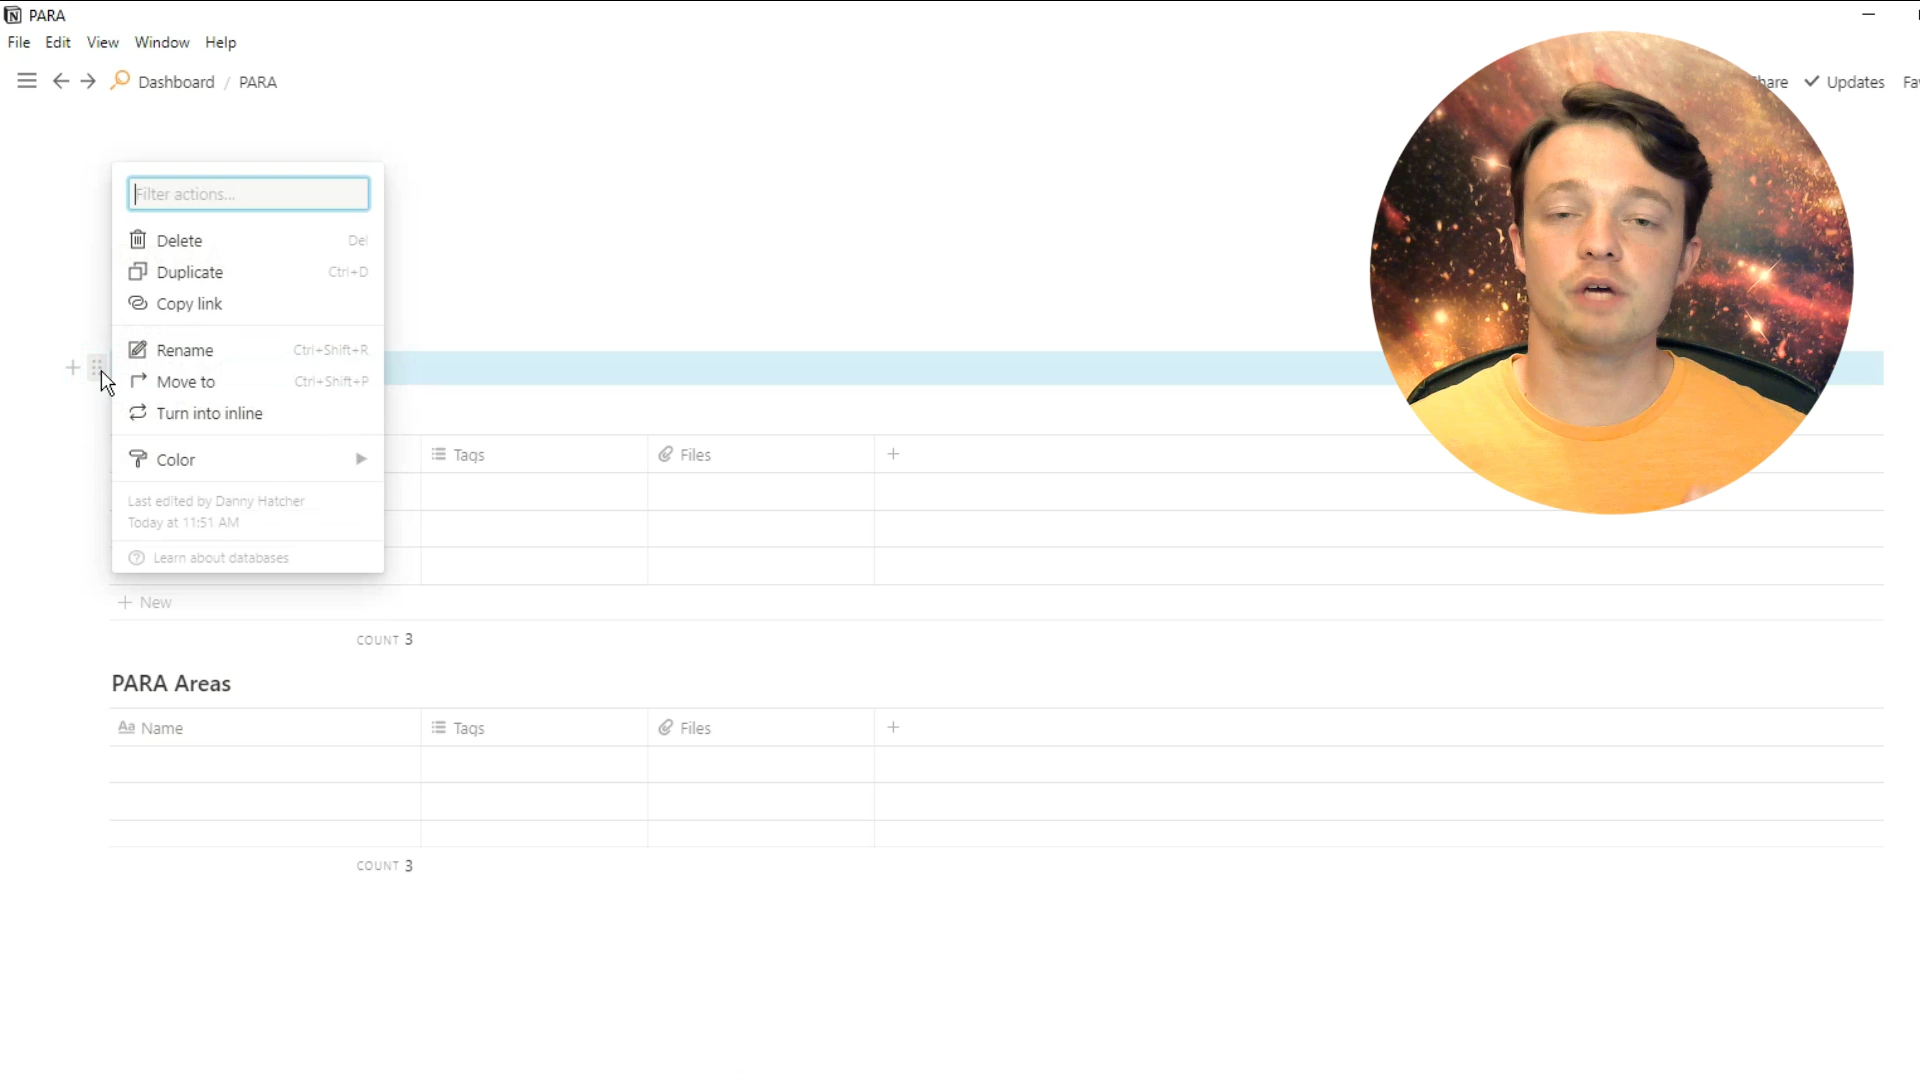 PARA
File Edit View Window Help
Dashboard / PARA
hare Updates Fa
Filter actions...
Delete Del
Duplicate Ctrl+D
Copy link
Rename Ctrl+Shift+R
Move to Ctrl+Shift+P
Turn into inline
Color
Last edited by Danny Hatcher
Today at 11:51 AM
Learn about databases
Tags Files
New
COUNT 3
PARA Areas
Aa Name Tags Files
COUNT 3